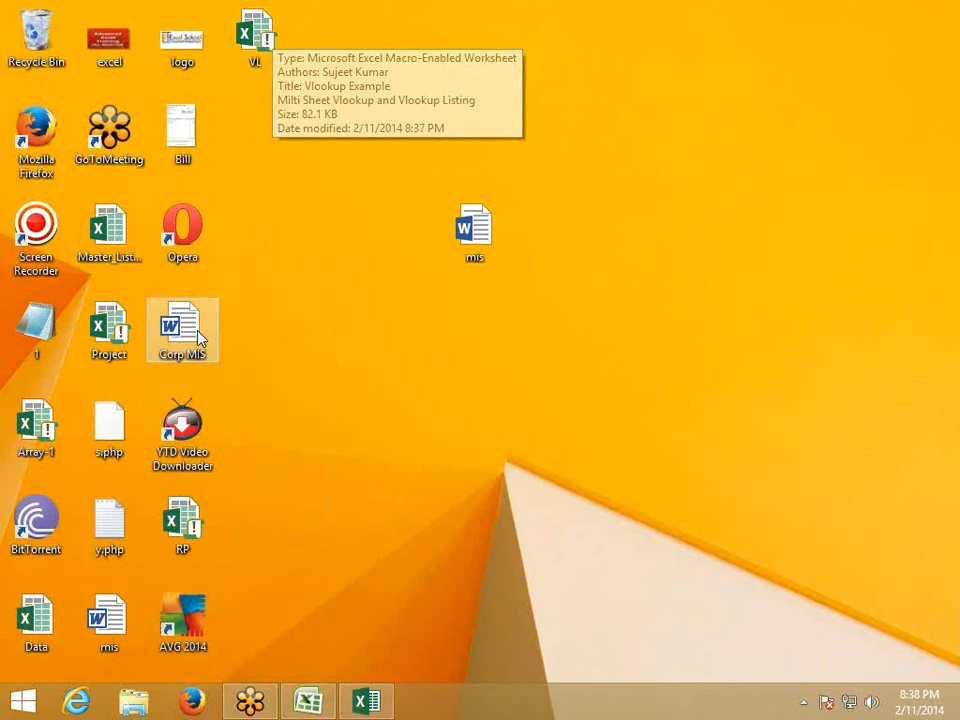 Recycle Bin
excel
logo
VL
Type: Microsoft Excel Macro-Enabled Worksheet
Authors: Sujeet Kumar
Title: Vlookup Example
Milti Sheet Vookup and Vlookup Listing
Size: 82.1 KB
Date modified: 2/11/2014 8:37 PM
Mozilla
Firefox
GoToMeeting
Bill
Screen
Recorder
Master_List...
Opera
mis
1
Project
Corp MIS
Array-1
s.php
YTD Video
Downloader
BitTorrent
y.php
RP
Data
mis
AVG 2014
8:38 PM
2/11/2014